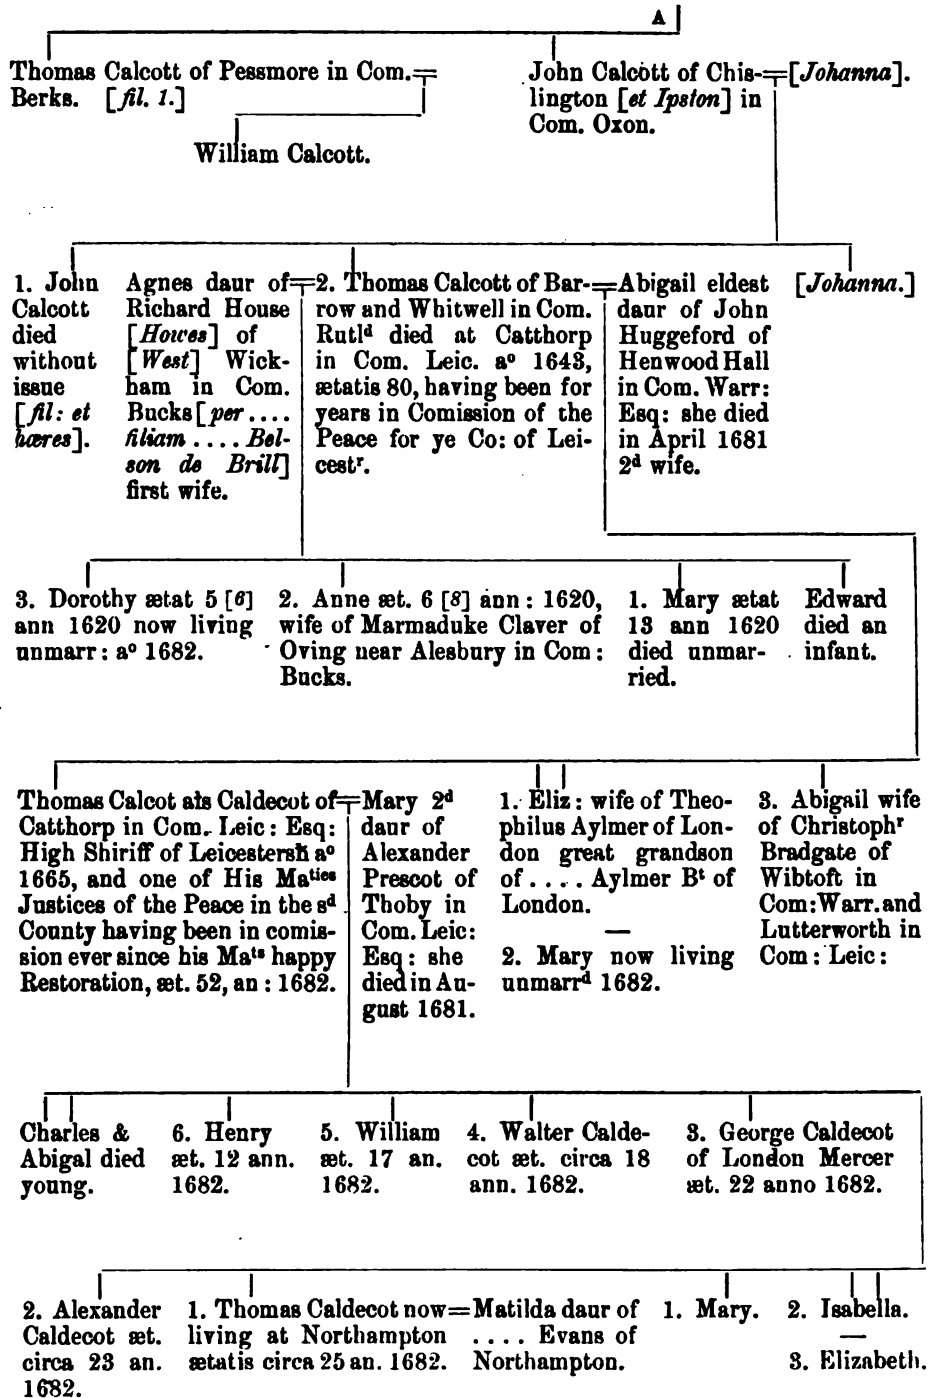 A
Thomas Calcott of Pessmore in Com.
Berks. [fil. 1.]
John Calcott of Chis-
lington [et Ipston] in
Com. Oxon.
[Johanna].
William Calcott.
1. John
Calcott
died
without
issue
[fil: et
hæres].
Agnes daur of
Richard House
[Howes] of
[West] Wick-
ham in Com.
Bucks [per ....
filiam .... Bel-
son de Brill]
first wife.
2. Thomas Calcott of Bar-
row and Whitwell in Com.
Rutlᵈ died at Catthorp
in Com. Leic. aº 1643,
ætatis 80, having been for
years in Comission of the
Peace for ye Co: of Lei-
cestʳ.
Abigail eldest
daur of John
Huggeford of
Henwood Hall
in Com. Warr:
Esq: she died
in April 1681
2ᵈ wife.
[Johanna.]
3. Dorothy ætat 5 [6]
ann 1620 now living
unmarr: aº 1682.
2. Anne æt. 6 [8] ann: 1620,
wife of Marmaduke Claver of
Oving near Alesbury in Com:
Bucks.
1. Mary ætat
13 ann 1620
died unmar-
ried.
Edward
died an
infant.
Thomas Calcot als Caldecot of
Catthorp in Com. Leic: Esq:
High Shiriff of Leicestersh aº
1665, and one of His Maᵗⁱᵉˢ
Justices of the Peace in the sᵈ
County having been in comis-
sion ever since his Maᵗˢ happy
Restoration, æt. 52, an: 1682.
Mary 2ᵈ
daur of
Alexander
Prescot of
Thoby in
Com. Leic:
Esq: she
died in Au-
gust 1681.
1. Eliz: wife of Theo-
philus Aylmer of Lon-
don great grandson
of .... Aylmer Bᵗ of
London.
—
2. Mary now living
unmarrᵈ 1682.
3. Abigail wife
of Christophʳ
Bradgate of
Wibtoft in
Com: Warr. and
Lutterworth in
Com: Leic:
Charles &
Abigal died
young.
6. Henry
æt. 12 ann.
1682.
5. William
æt. 17 an.
1682.
4. Walter Calde-
cot æt. circa 18
ann. 1682.
3. George Caldecot
of London Mercer
æt. 22 anno 1682.
2. Alexander
Caldecot æt.
circa 23 an.
1682.
1. Thomas Caldecot now
living at Northampton
ætatis circa 25 an. 1682.
=Matilda daur of
.... Evans of
Northampton.
1. Mary.
2. Isabella.
—
3. Elizabeth.